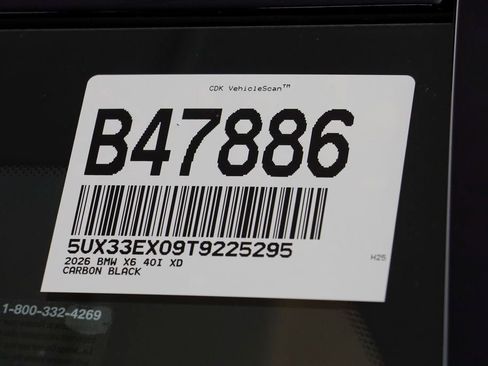 CDK VehicleScan™
B47886
5UX33EX09T9225295
2026 BMW X6 40I XD
CARBON BLACK
H25
1-800-332-4269